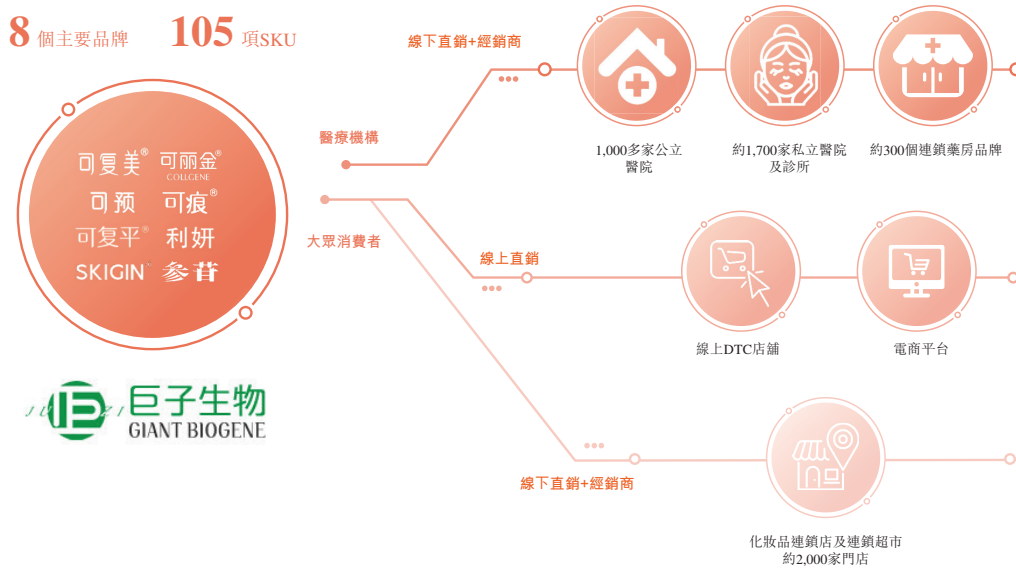 8 個主要品牌 105 項SKU
可复美® 可丽金®
COLLGENE
可预 可痕®
可复平® 利妍
SKIGIN 参苷
巨子生物
GIANT BIOGENE
醫療機構
大眾消費者
線下直銷+經銷商
1,000多家公立
醫院
約1,700家私立醫院
及診所
約300個連鎖藥房品牌
線上直銷
線上DTC店舖
電商平台
線下直銷+經銷商
化妝品連鎖店及連鎖超市
約2,000家門店